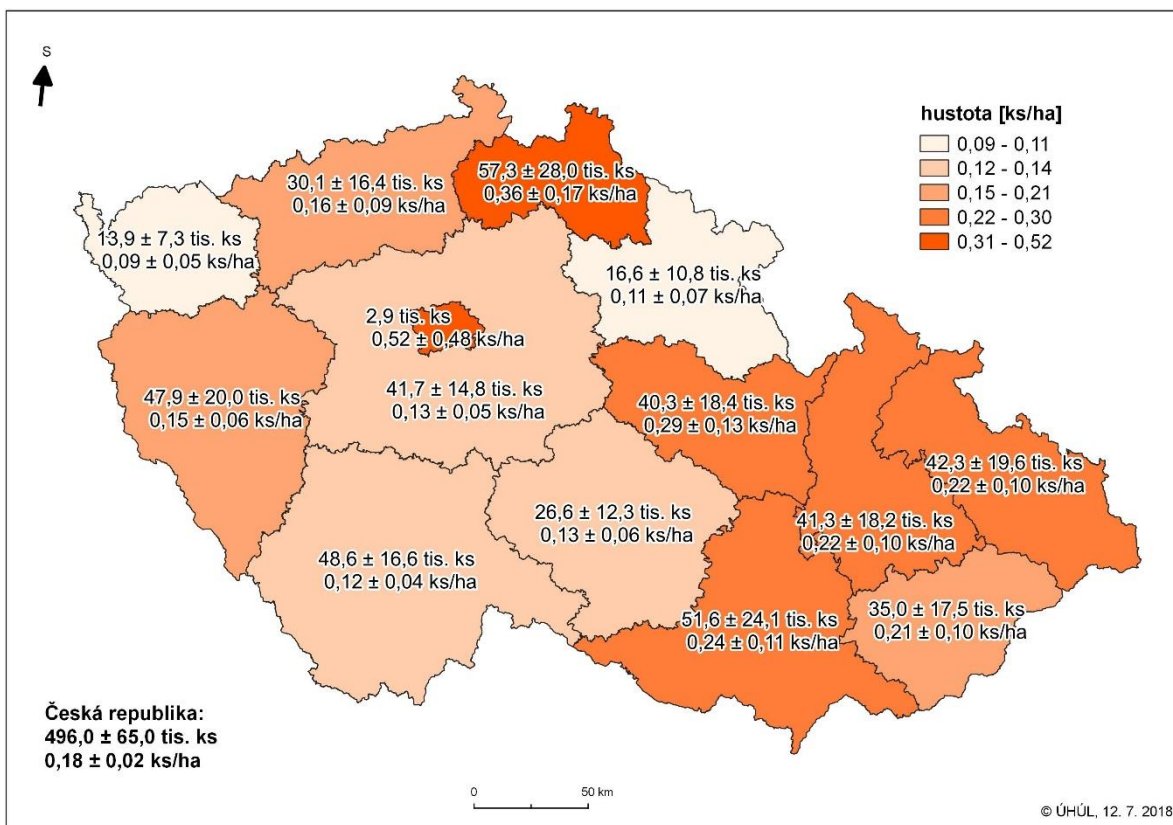 S
hustota [ks/ha]
0,09 - 0,11
0,12 - 0,14
0,15 - 0,21
0,22 - 0,30
0,31 - 0,52
57,3 ± 28,0 tis. ks
0,36 ± 0,17 ks/ha
30,1 ± 16,4 tis. ks
0,16 ± 0,09 ks/ha
13,9 ± 7,3 tis. ks
0,09 ± 0,05 ks/ha
16,6 ± 10,8 tis. ks
0,11 ± 0,07 ks/ha
2,9 tis. ks
0,52 ± 0,48 ks/ha
47,9 ± 20,0 tis. ks
0,15 ± 0,06 ks/ha
41,7 ± 14,8 tis. ks
0,13 ± 0,05 ks/ha
40,3 ± 18,4 tis. ks
0,29 ± 0,13 ks/ha
42,3 ± 19,6 tis. ks
0,22 ± 0,10 ks/ha
26,6 ± 12,3 tis. ks
0,13 ± 0,06 ks/ha
41,3 ± 18,2 tis. ks
0,22 ± 0,10 ks/ha
48,6 ± 16,6 tis. ks
0,12 ± 0,04 ks/ha
35,0 ± 17,5 tis. ks
0,21 ± 0,10 ks/ha
51,6 ± 24,1 tis. ks
0,24 ± 0,11 ks/ha
Česká republika:
496,0 ± 65,0 tis. ks
0,18 ± 0,02 ks/ha
0 50 km
© ÚHÚL, 12. 7. 2018